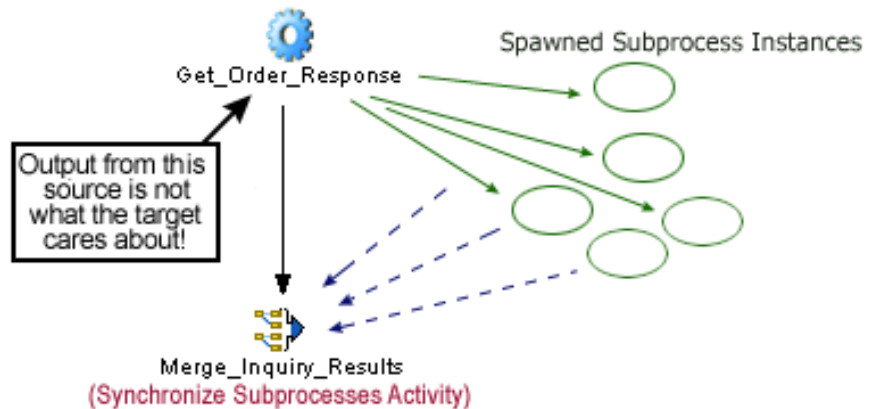 Spawned Subprocess Instances
Get_Order_Response
Output from this
source is not
what the target
cares about!
Merge_Inquiry_Results
(Synchronize Subprocesses Activity)